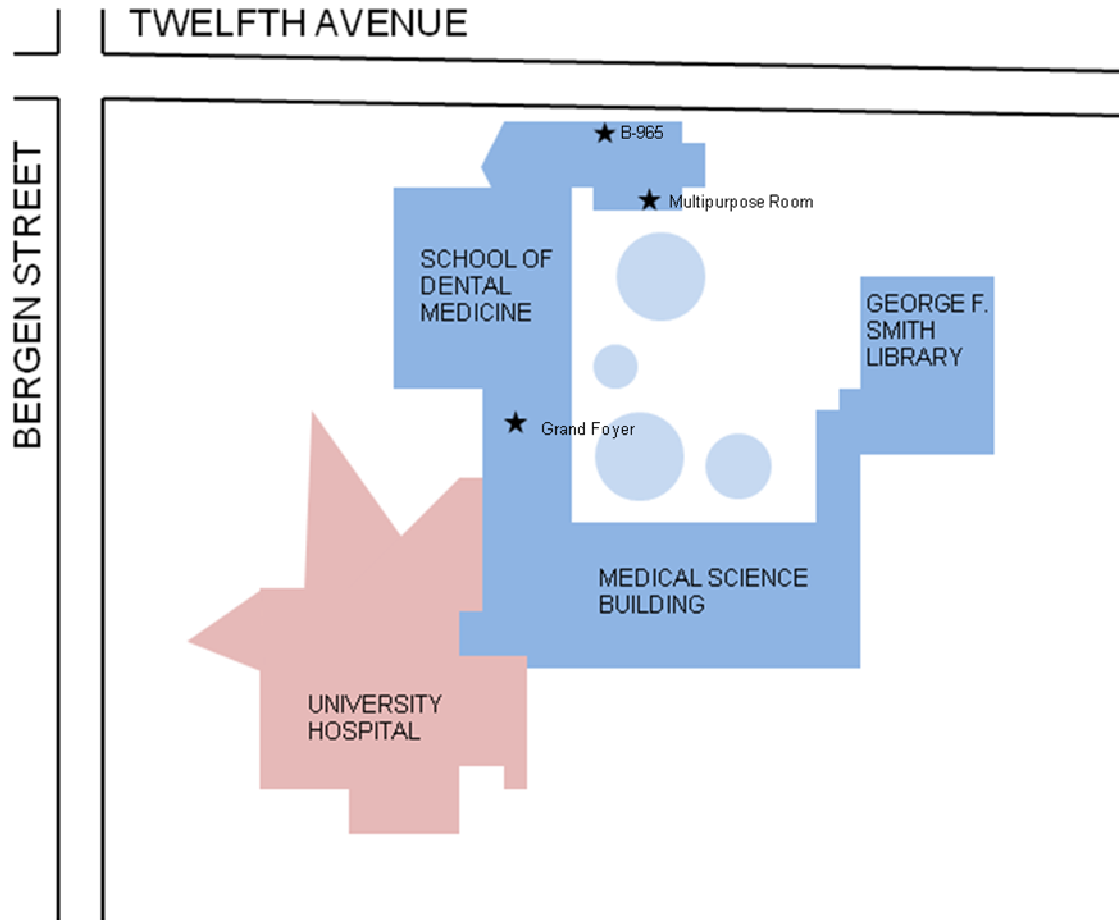 TWELFTH AVENUE
BERGEN STREET
B-965
Multipurpose Room
SCHOOL OF
DENTAL
MEDICINE
GEORGE F.
SMITH
LIBRARY
Grand Foyer
MEDICAL SCIENCE
BUILDING
UNIVERSITY
HOSPITAL